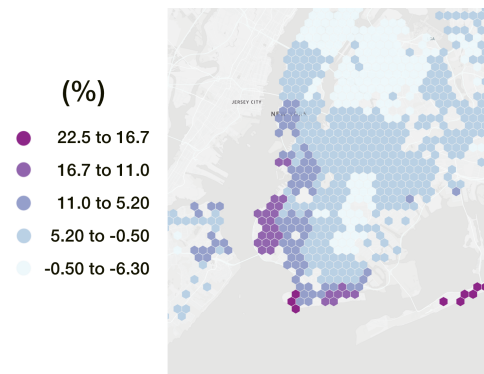 (%)
22.5 to 16.7
16.7 to 11.0
11.0 to 5.20
5.20 to -0.50
-0.50 to -6.30
JERSEY CITY